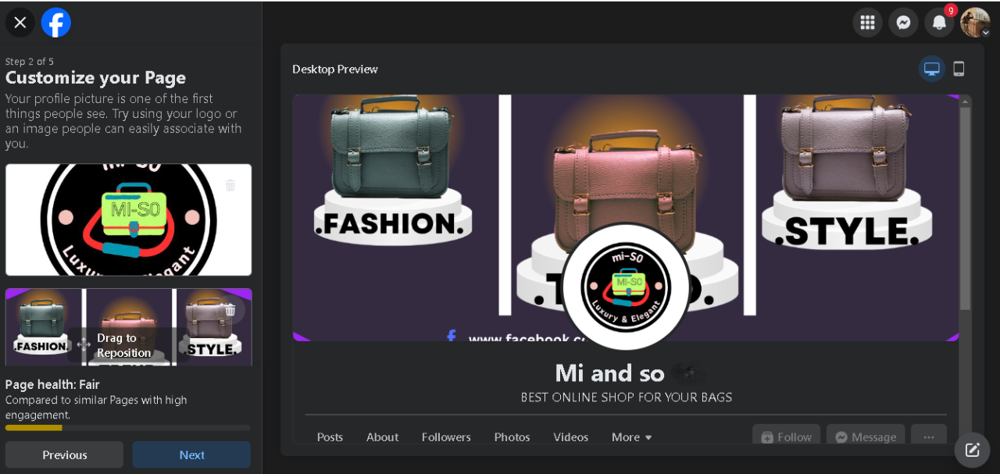 Step 2 of 5
Customize your Page
Your profile picture is one of the first
things people see. Try using your logo or
an image people can easily associate with
you.
mi-S0
MI-S0
Luxury & Elegant
.FASHION.
.STYLE.
Drag to
Reposition
Page health: Fair
Compared to similar Pages with high
engagement.
Previous
Next
9
Desktop Preview
.FASHION.
.STYLE.
mi-S0
MI-S0
Luxury & Elegant
www.facebook.c
Mi and so
BEST ONLINE SHOP FOR YOUR BAGS
Posts
About
Followers
Photos
Videos
More
Follow
Message